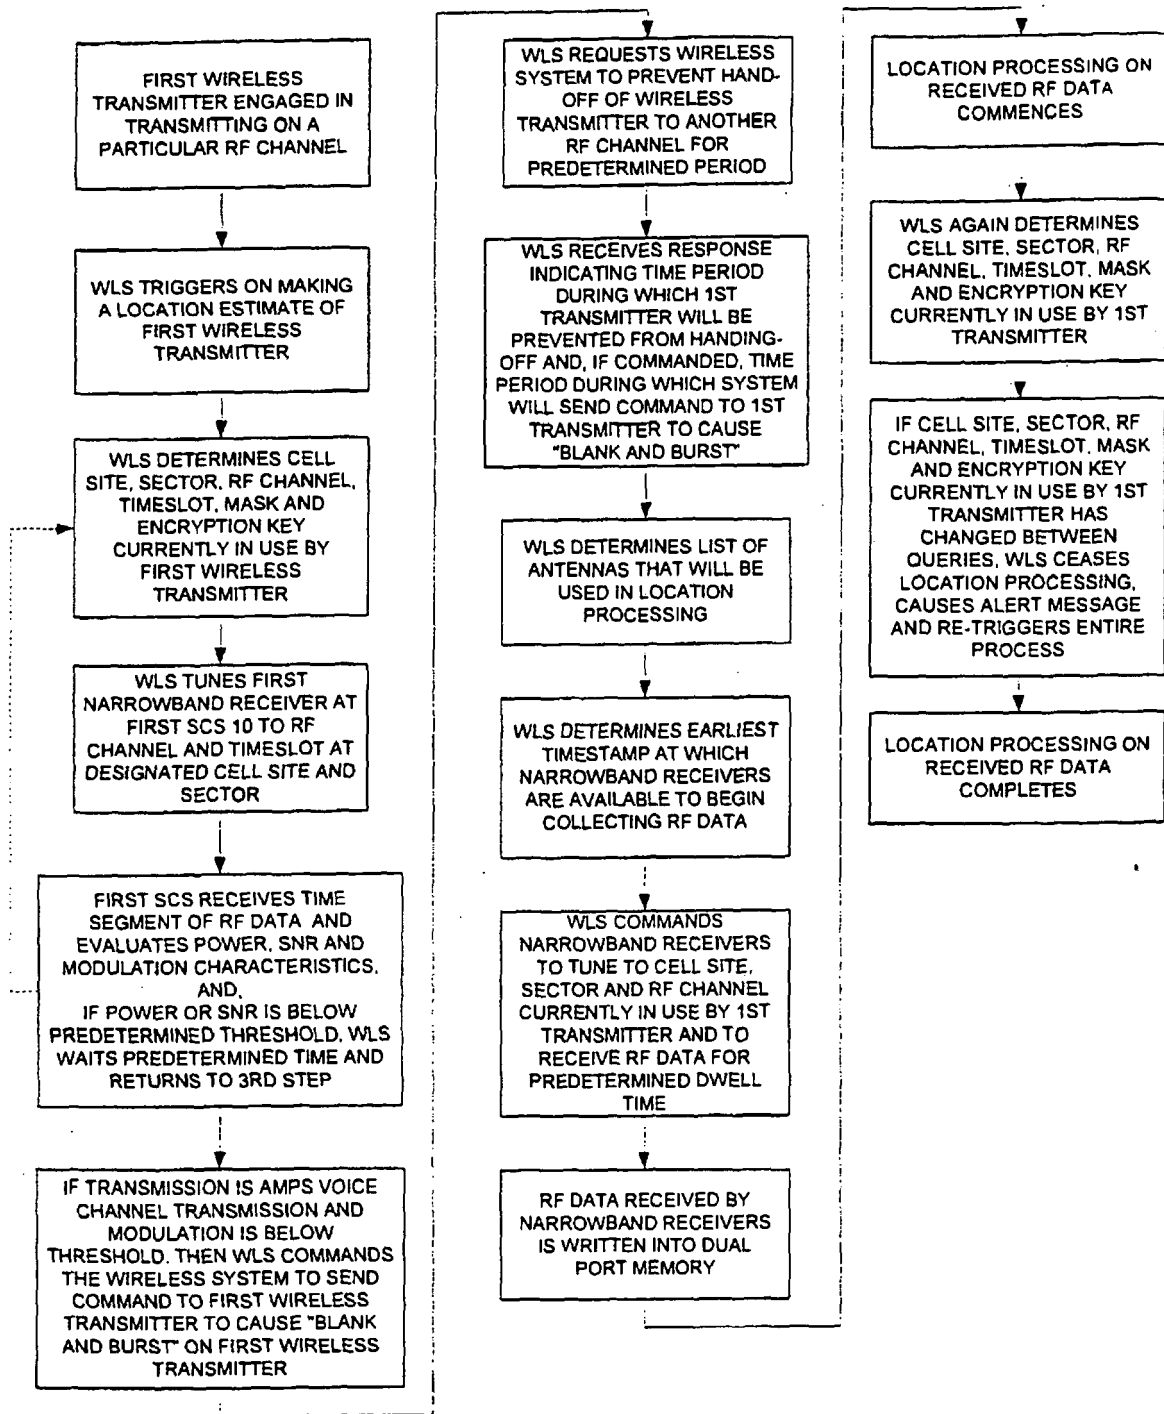 FIRST WIRELESS
TRANSMITTER ENGAGED IN
TRANSMITTING ON A
PARTICULAR RF CHANNEL
WLS TRIGGERS ON MAKING
A LOCATION ESTIMATE OF
FIRST WIRELESS
TRANSMITTER
WLS DETERMINES CELL
SITE, SECTOR, RF CHANNEL,
TIMESLOT, MASK AND
ENCRYPTION KEY
CURRENTLY IN USE BY
FIRST WIRELESS
TRANSMITTER
WLS TUNES FIRST
NARROWBAND RECEIVER AT
FIRST SCS 10 TO RF
CHANNEL AND TIMESLOT AT
DESIGNATED CELL SITE AND
SECTOR
FIRST SCS RECEIVES TIME
SEGMENT OF RF DATA AND
EVALUATES POWER, SNR AND
MODULATION CHARACTERISTICS,
AND,
IF POWER OR SNR IS BELOW
PREDETERMINED THRESHOLD, WLS
WAITS PREDETERMINED TIME AND
RETURNS TO 3RD STEP
IF TRANSMISSION IS AMPS VOICE
CHANNEL TRANSMISSION AND
MODULATION IS BELOW
THRESHOLD, THEN WLS COMMANDS
THE WIRELESS SYSTEM TO SEND
COMMAND TO FIRST WIRELESS
TRANSMITTER TO CAUSE "BLANK
AND BURST" ON FIRST WIRELESS
TRANSMITTER
WLS REQUESTS WIRELESS
SYSTEM TO PREVENT HAND-
OFF OF WIRELESS
TRANSMITTER TO ANOTHER
RF CHANNEL FOR
PREDETERMINED PERIOD
WLS RECEIVES RESPONSE
INDICATING TIME PERIOD
DURING WHICH 1ST
TRANSMITTER WILL BE
PREVENTED FROM HANDING-
OFF AND, IF COMMANDED, TIME
PERIOD DURING WHICH SYSTEM
WILL SEND COMMAND TO 1ST
TRANSMITTER TO CAUSE
"BLANK AND BURST"
WLS DETERMINES LIST OF
ANTENNAS THAT WILL BE
USED IN LOCATION
PROCESSING
WLS DETERMINES EARLIEST
TIMESTAMP AT WHICH
NARROWBAND RECEIVERS
ARE AVAILABLE TO BEGIN
COLLECTING RF DATA
WLS COMMANDS
NARROWBAND RECEIVERS
TO TUNE TO CELL SITE,
SECTOR AND RF CHANNEL
CURRENTLY IN USE BY 1ST
TRANSMITTER AND TO
RECEIVE RF DATA FOR
PREDETERMINED DWELL
TIME
RF DATA RECEIVED BY
NARROWBAND RECEIVERS
IS WRITTEN INTO DUAL
PORT MEMORY
LOCATION PROCESSING ON
RECEIVED RF DATA
COMMENCES
WLS AGAIN DETERMINES
CELL SITE, SECTOR, RF
CHANNEL, TIMESLOT, MASK
AND ENCRYPTION KEY
CURRENTLY IN USE BY 1ST
TRANSMITTER
IF CELL SITE, SECTOR, RF
CHANNEL, TIMESLOT, MASK
AND ENCRYPTION KEY
CURRENTLY IN USE BY 1ST
TRANSMITTER HAS
CHANGED BETWEEN
QUERIES, WLS CEASES
LOCATION PROCESSING,
CAUSES ALERT MESSAGE
AND RE-TRIGGERS ENTIRE
PROCESS
LOCATION PROCESSING ON
RECEIVED RF DATA
COMPLETES